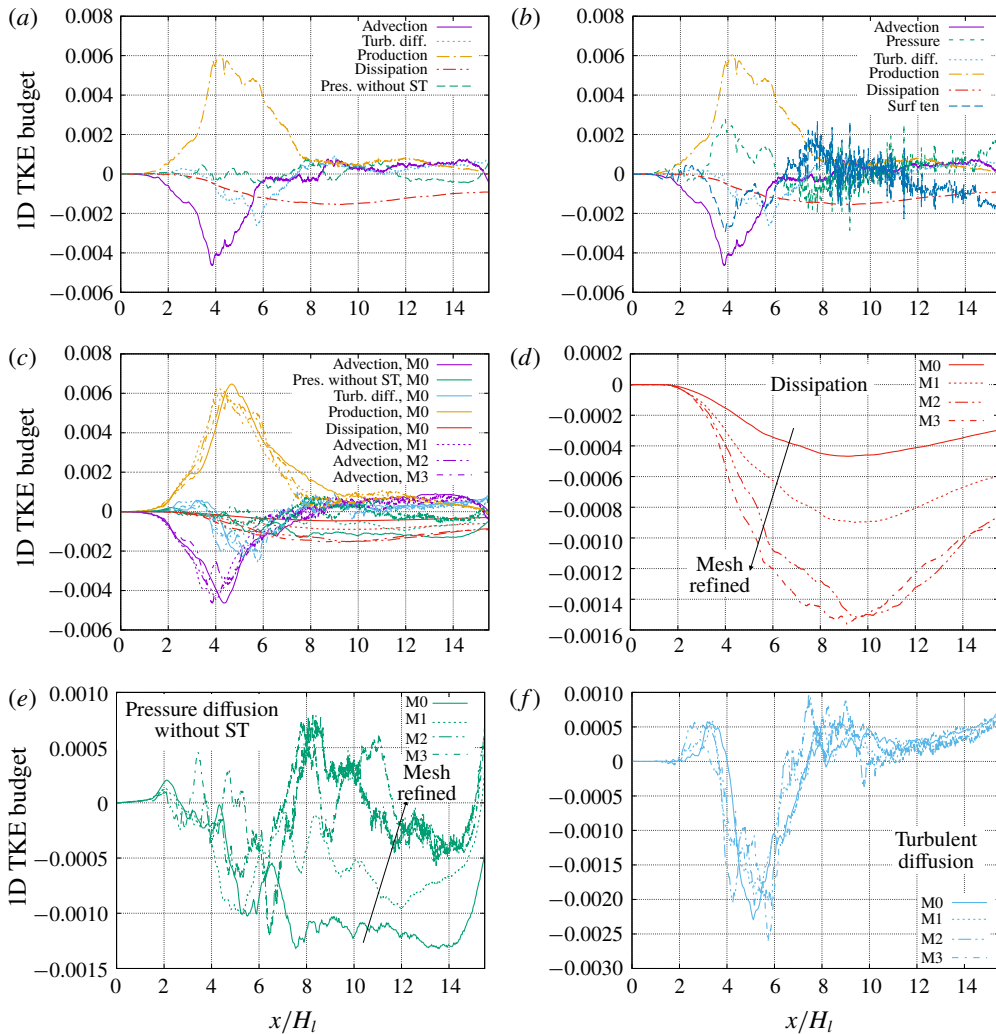 (a)
1D TKE budget
0.008
0.006
0.004
0.002
0
−0.002
−0.004
−0.006
0 2 4 6 8 10 12 14
Advection
Turb. diff.
Production
Dissipation
Pres. without ST
(b)
0.008
0.006
0.004
0.002
0
−0.002
−0.004
−0.006
0 2 4 6 8 10 12 14
Advection
Pressure
Turb. diff.
Production
Dissipation
Surf ten
(c)
1D TKE budget
0.008
0.006
0.004
0.002
0
−0.002
−0.004
−0.006
0 2 4 6 8 10 12 14
Advection, M0
Pres. without ST, M0
Turb. diff., M0
Production, M0
Dissipation, M0
Advection, M1
Advection, M2
Advection, M3
(d)
0.0002
0
−0.0002
−0.0004
−0.0006
−0.0008
−0.0010
−0.0012
−0.0014
−0.0016
0 2 4 6 8 10 12 14
Dissipation
M0
M1
M2
M3
Mesh
refined
(e)
1D TKE budget
0.0010
0.0005
0
−0.0005
−0.0010
−0.0015
0 2 4 6 8 10 12 14
x/H_l
Pressure diffusion
without ST
M0
M1
M2
M3
Mesh
refined
(f)
0.0010
0.0005
0
−0.0005
−0.0010
−0.0015
−0.0020
−0.0025
−0.0030
0 2 4 6 8 10 12 14
x/H_l
Turbulent
diffusion
M0
M1
M2
M3